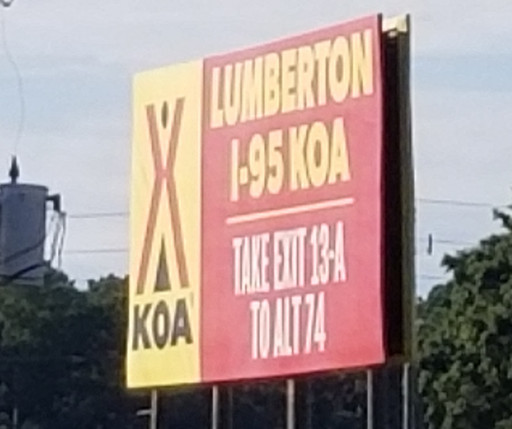 KOA
LUMBERTON
I-95 KOA
TAKE EXIT 13-A
TO ALT 74